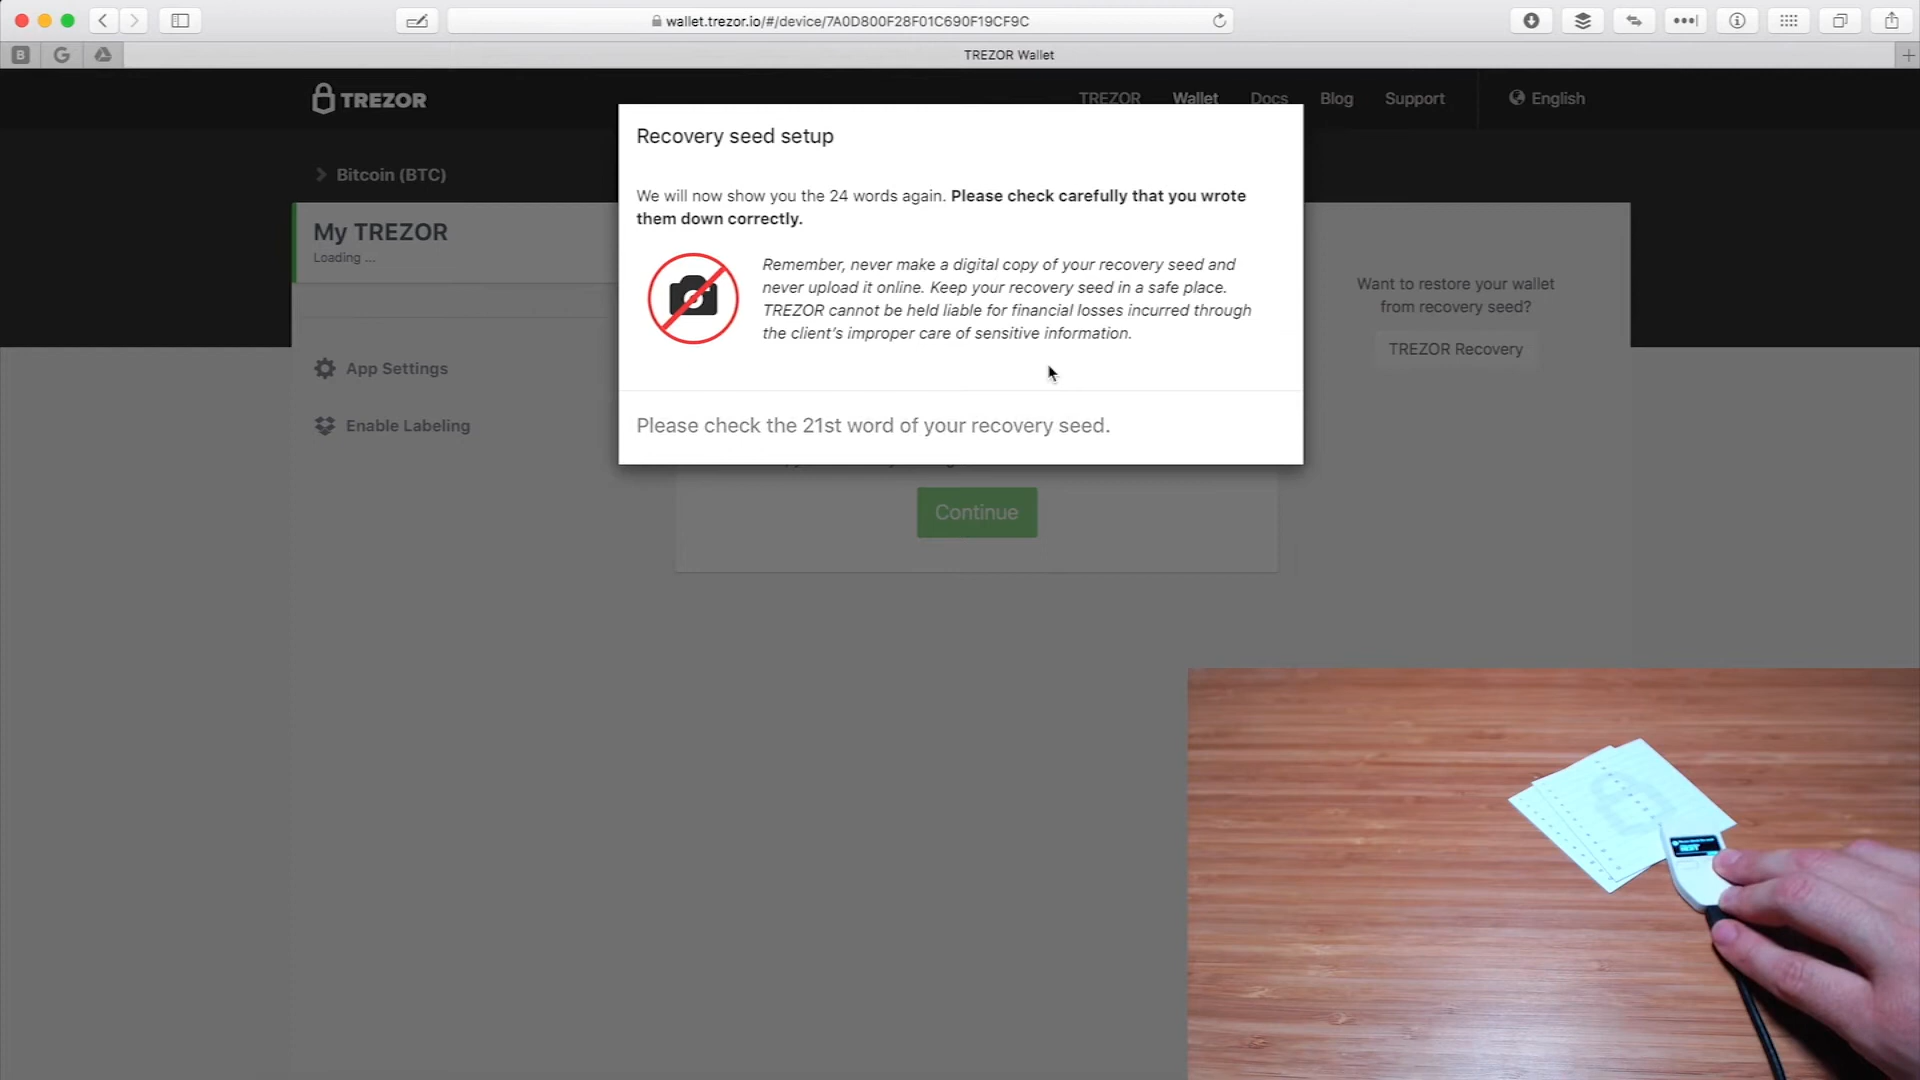 wallet.trezor.io/#/device/7A0D800F28F01C690F19CF9C
B
G
TREZOR Wallet
TREZOR
TREZOR
Wallet
Docs
Blog
Support
English
Bitcoin (BTC)
My TREZOR
Loading ...
App Settings
Enable Labeling
Recovery seed setup
We will now show you the 24 words again. Please check carefully that you wrote
them down correctly.
Remember, never make a digital copy of your recovery seed and
never upload it online. Keep your recovery seed in a safe place.
TREZOR cannot be held liable for financial losses incurred through
the client's improper care of sensitive information.
Please check the 21st word of your recovery seed.
Continue
Want to restore your wallet
from recovery seed?
TREZOR Recovery